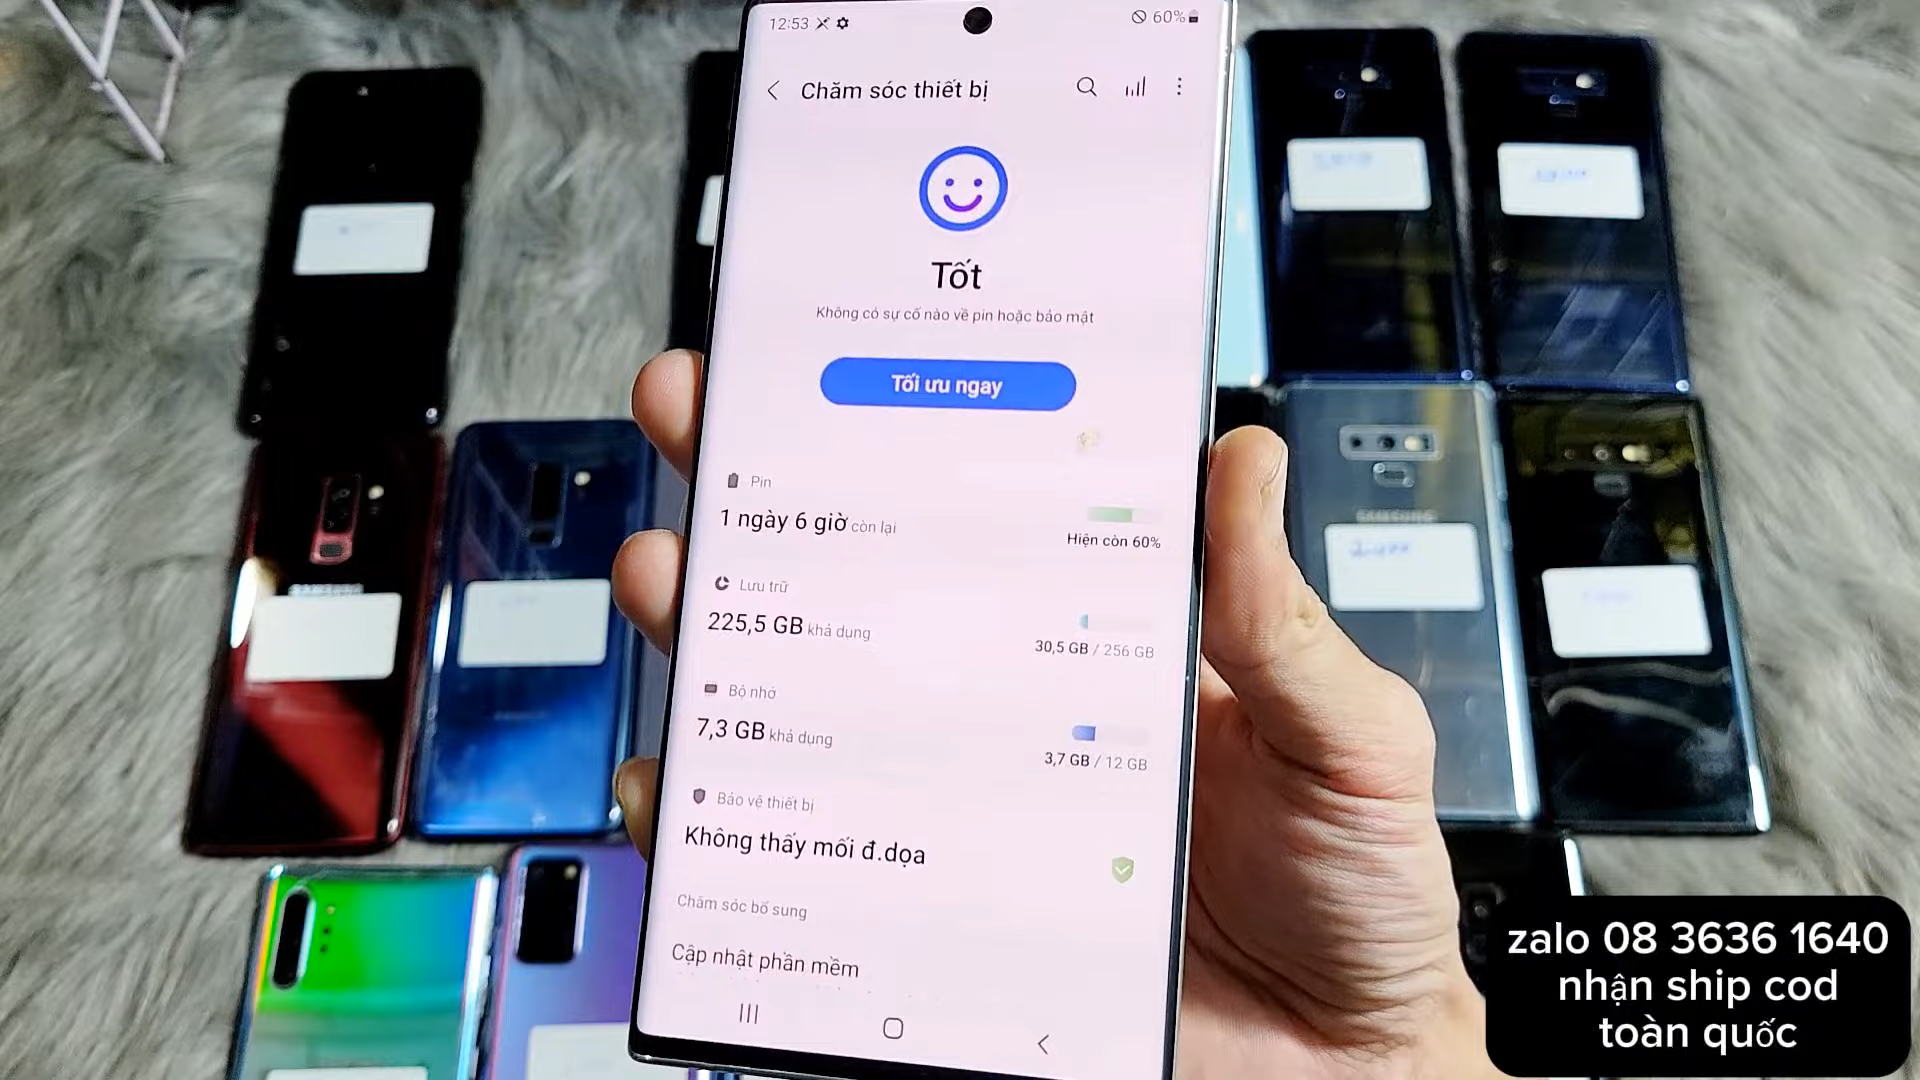 12:53
60%
Chăm sóc thiết bị
Tốt
Không có sự cố nào về pin hoặc bảo mật
Tối ưu ngay
Pin
1 ngày 6 giờ còn lại
Hiện còn 60%
Lưu trữ
225,5 GB khả dụng
30,5 GB / 256 GB
Bộ nhớ
7,3 GB khả dụng
3,7 GB / 12 GB
Bảo vệ thiết bị
Không thấy mối đ.dọa
Chăm sóc bổ sung
Cập nhật phần mềm
SAMSUNG
zalo 08 3636 1640
nhận ship cod
toàn quốc